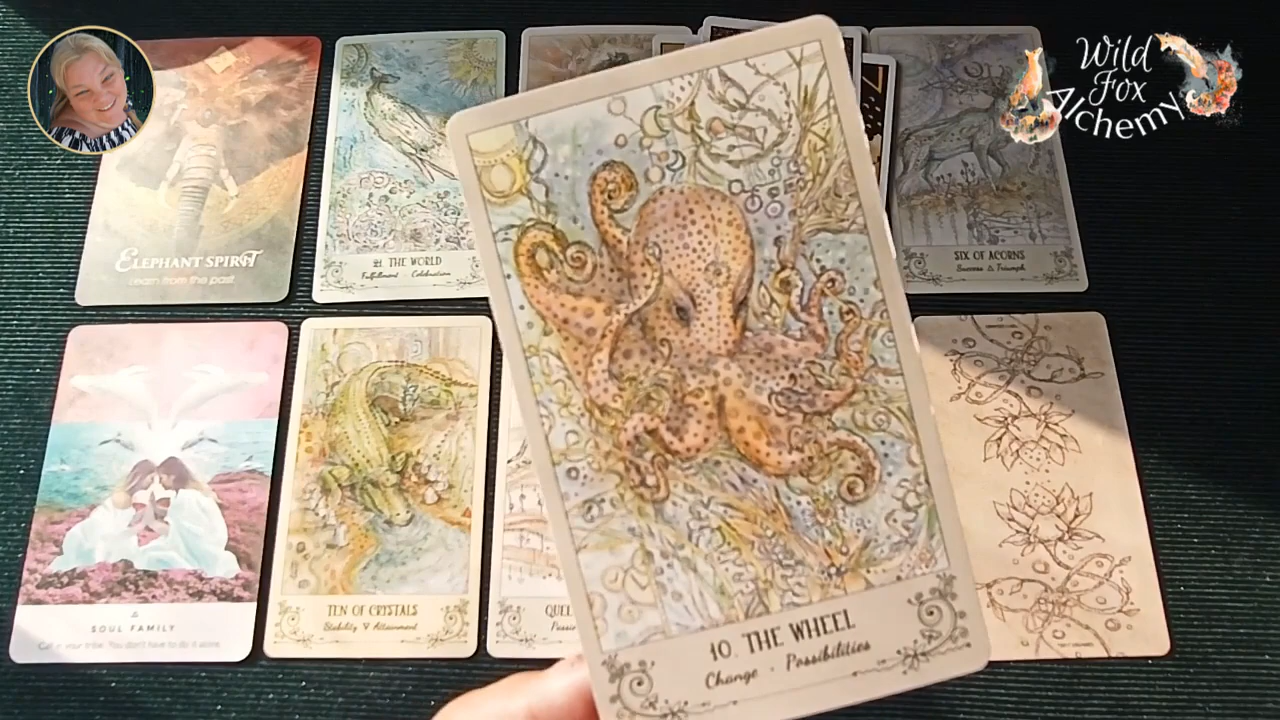 Wild
Fox
Alchemy
ELEPHANT SPIRIT
Learn from the past
21. THE WORLD
Fulfillment · Celebration
SIX OF ACORNS
Success △ Triumph
SOUL FAMILY
Call in your tribe. You don't have to do it alone.
TEN OF CRYSTALS
Stability ▽ Attainment
10. THE WHEEL
Change · Possibilities